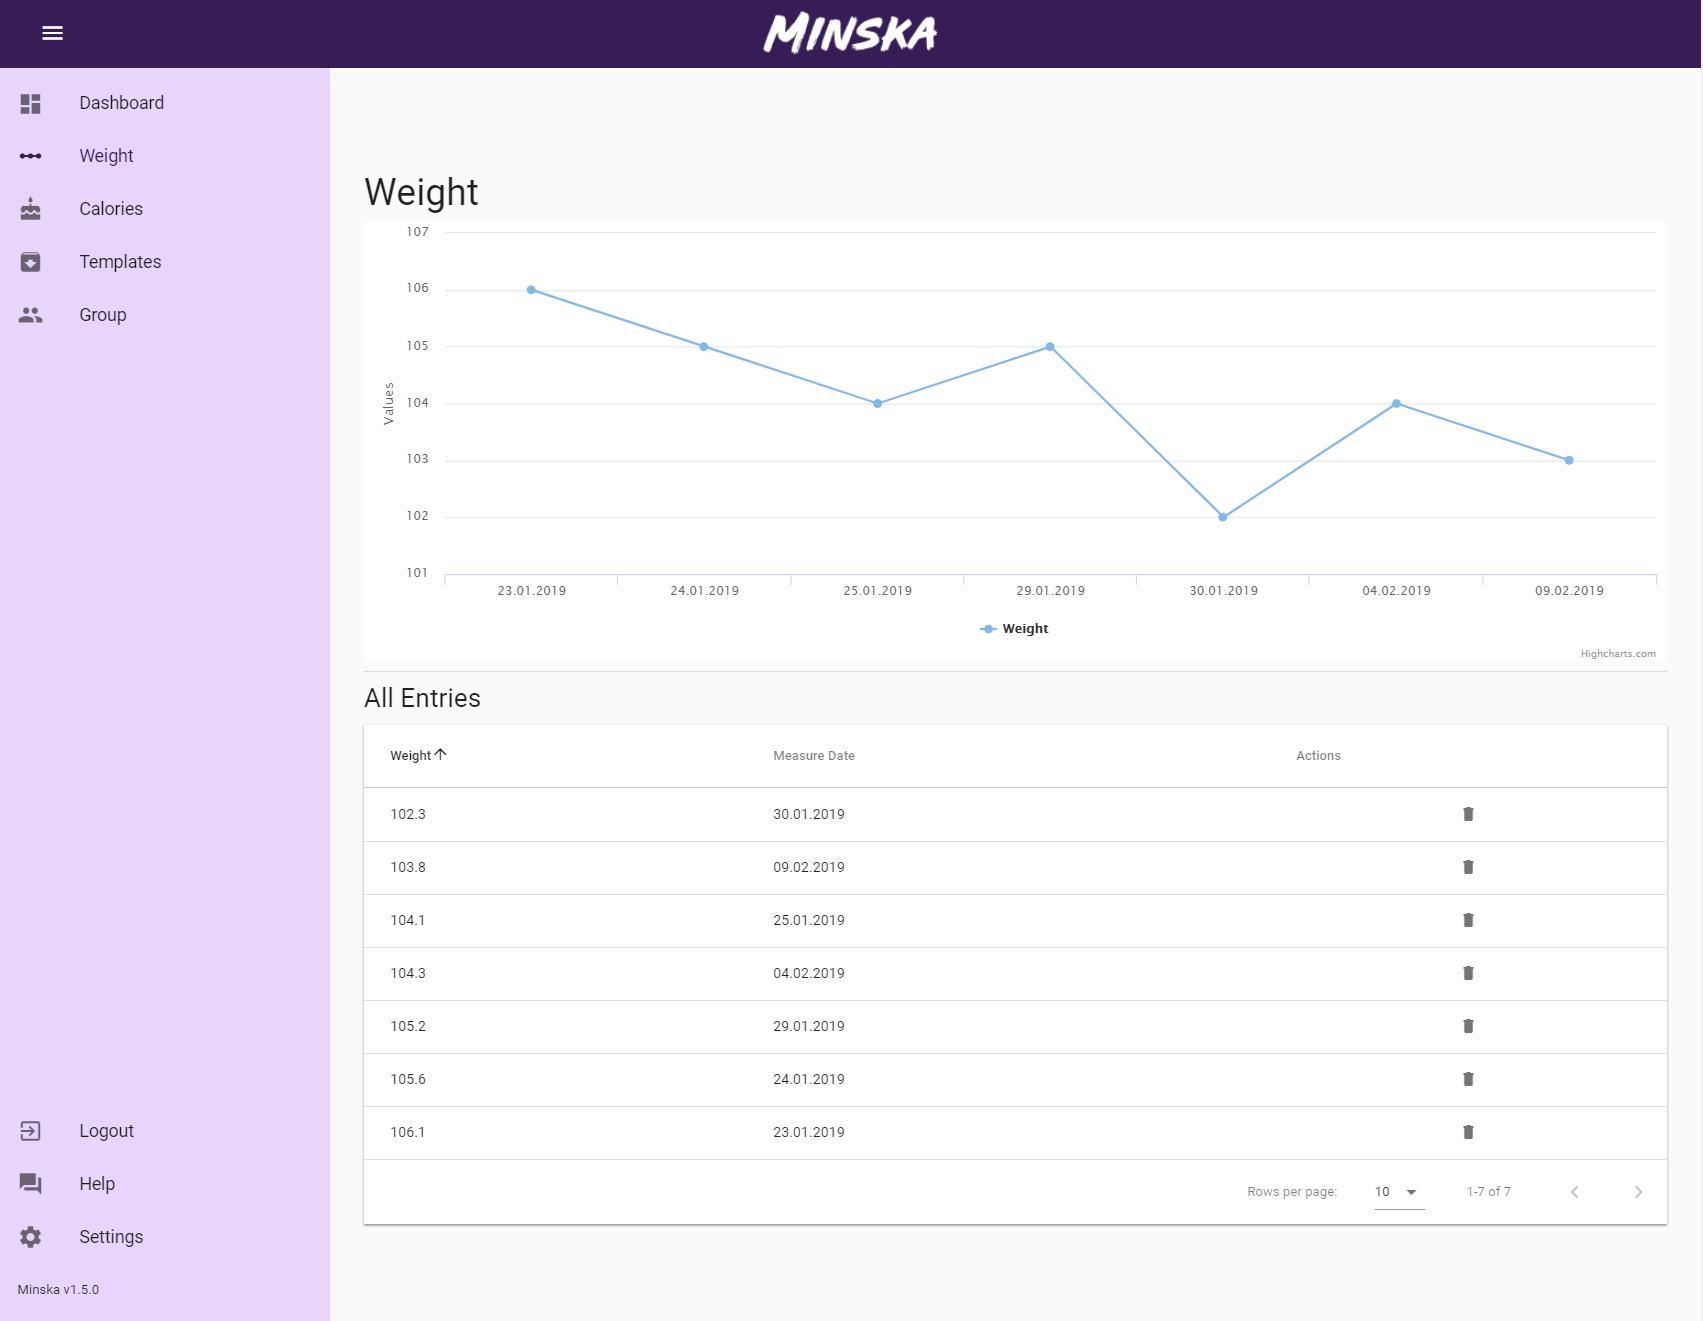 MINSKA
Dashboard
Weight
Calories
Templates
Group
Logout
Help
Settings
Minska v1.5.0
Weight
107
106
105
104
103
102
101
Values
23.01.2019 24.01.2019 25.01.2019 29.01.2019 30.01.2019 04.02.2019 09.02.2019
Weight
Highcharts.com
All Entries
Weight Measure Date Actions
102.3 30.01.2019
103.8 09.02.2019
104.1 25.01.2019
104.3 04.02.2019
105.2 29.01.2019
105.6 24.01.2019
106.1 23.01.2019
Rows per page: 10 1-7 of 7